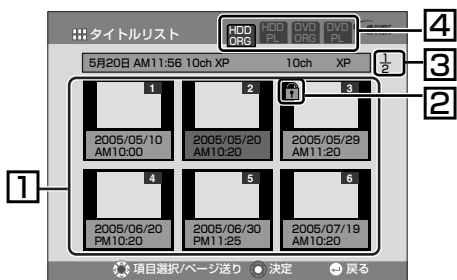 タイトルリスト
HDD ORG
HDD PL
DVD ORG
DVD PL
4
5月20日 AM11:56 10ch XP 10ch XP
1/2
3
2
1
1
2
3
2005/05/10 AM10:00
2005/05/20 AM10:20
2005/05/29 AM11:20
4
5
6
2005/06/20 PM10:20
2005/06/30 PM11:25
2005/07/19 AM10:20
項目選択/ページ送り 決定 戻る